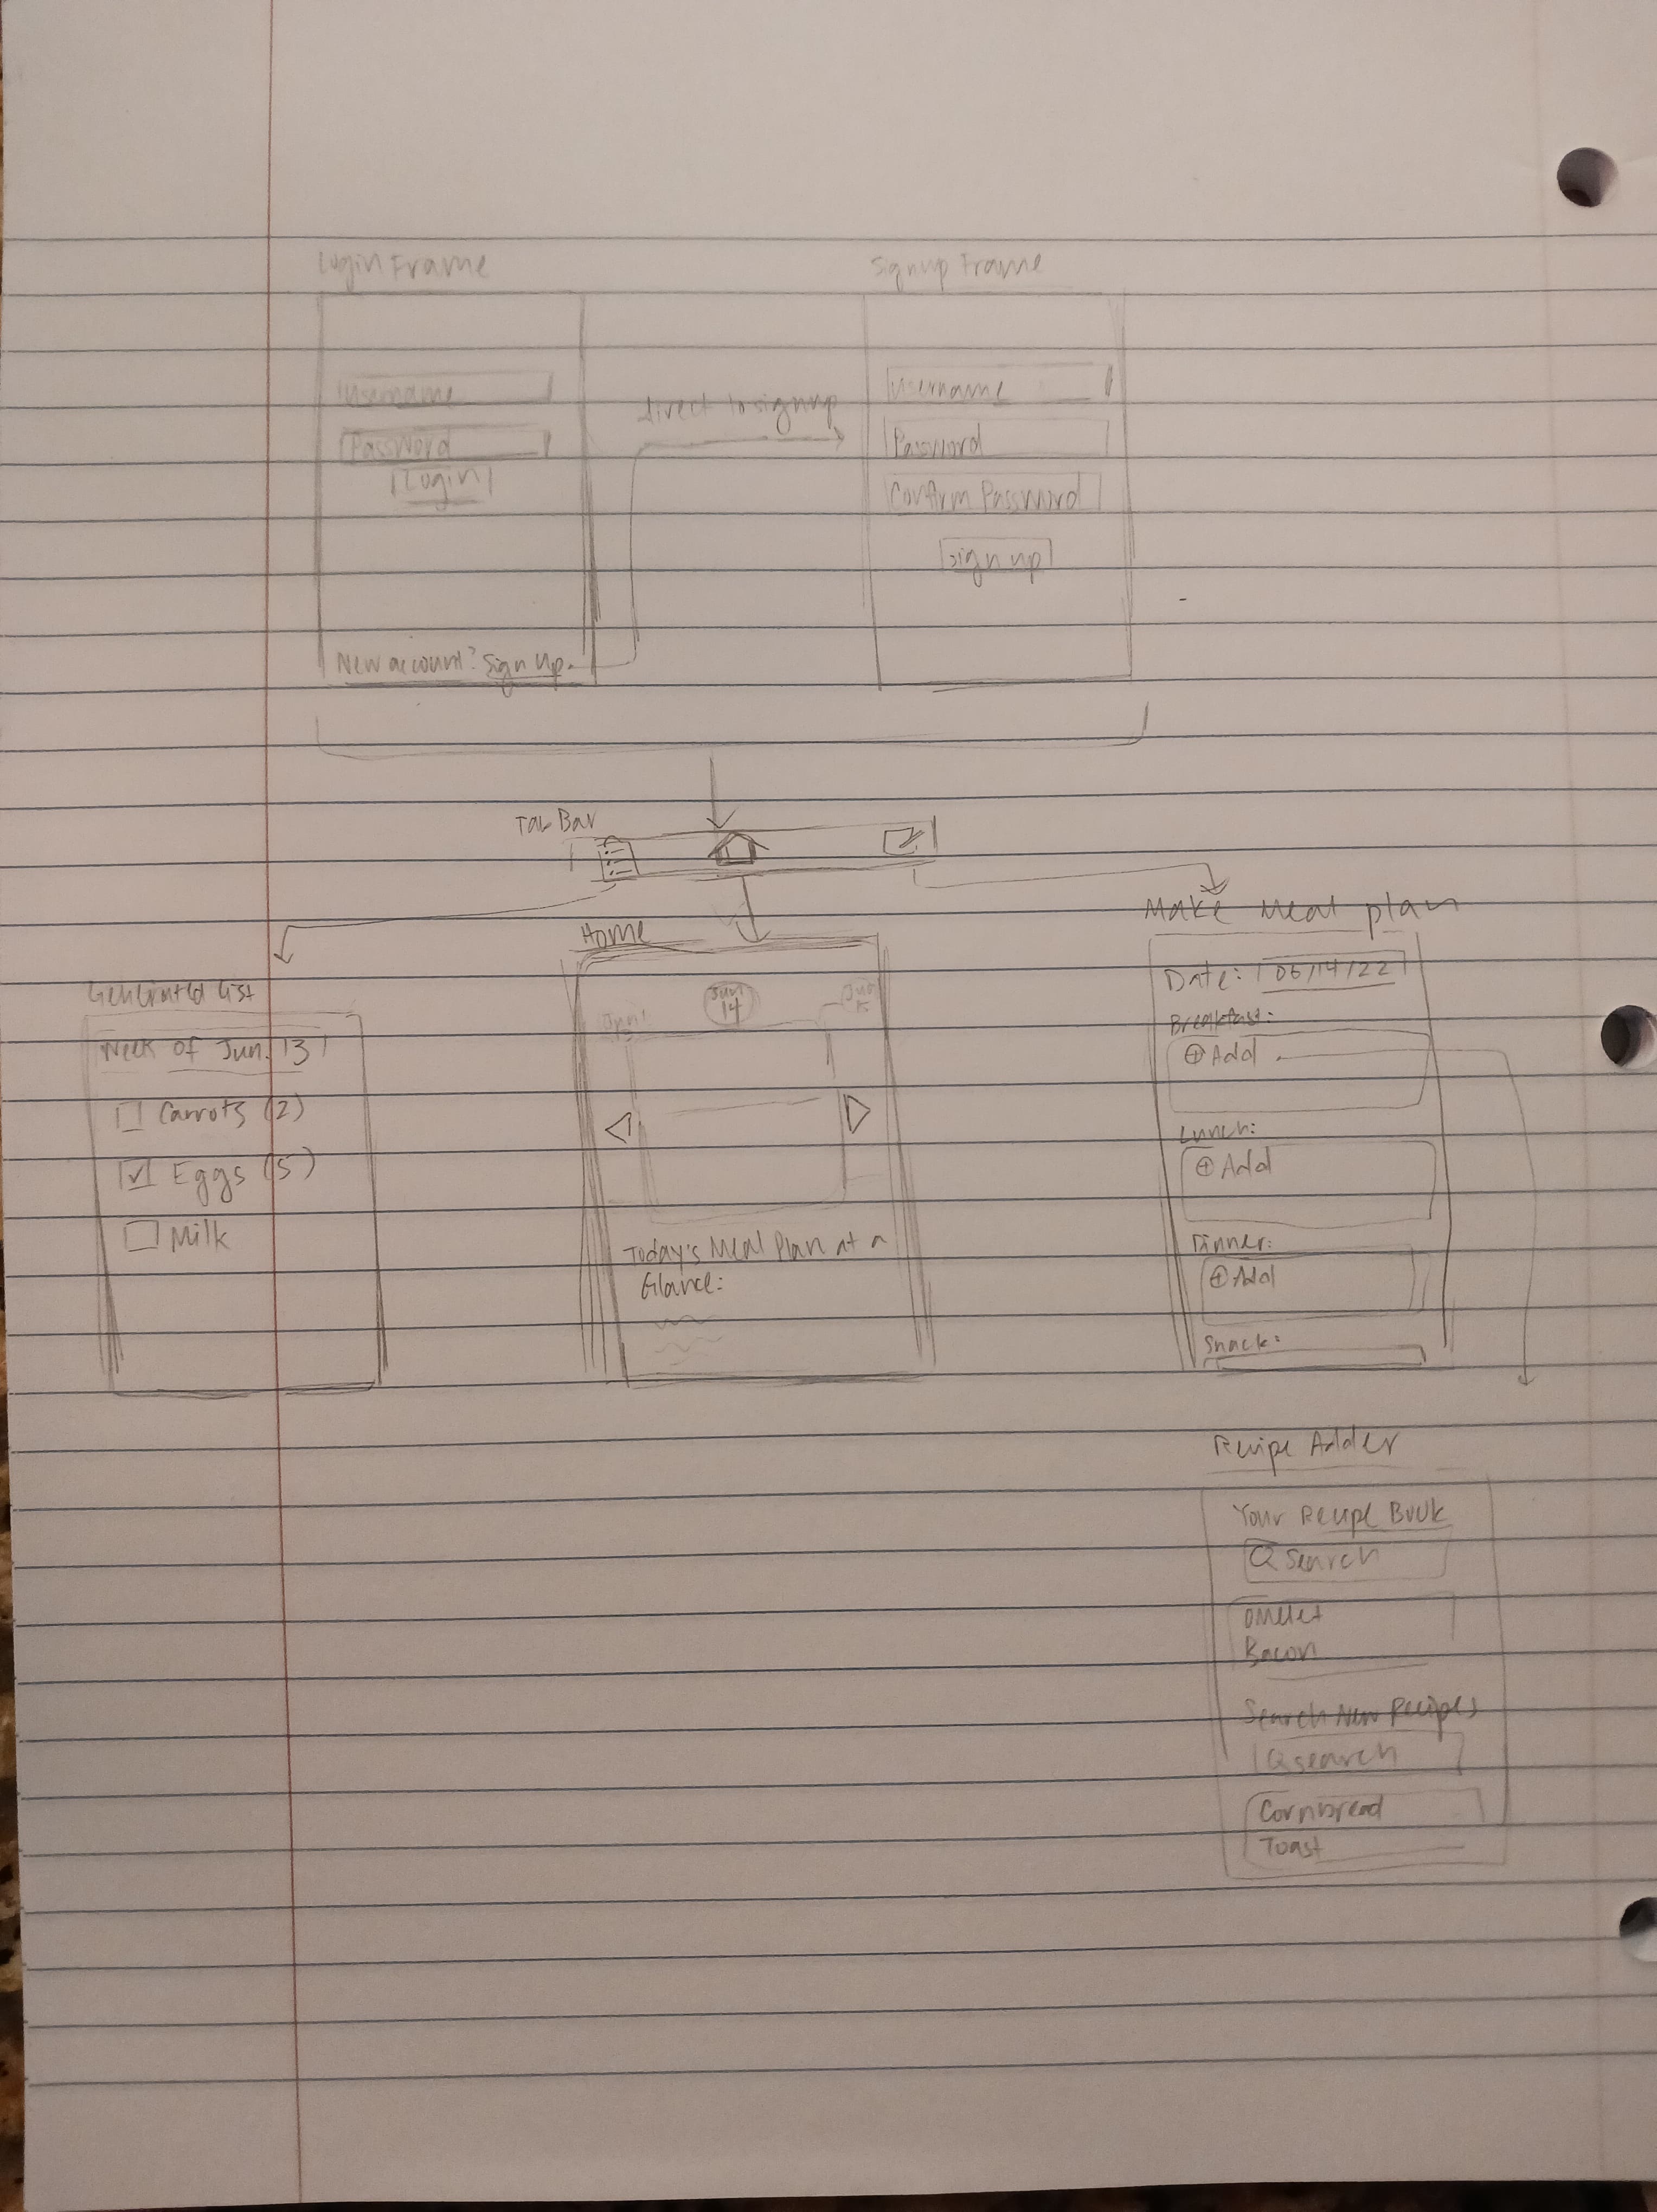 Login Frame
Signup Frame
Username
Password
Login
New account? Sign Up.
direct to signup
Username
Password
Confirm Password
sign up
Tab Bar
Generated List
Week of Jun. 13
Carrots (2)
Eggs (5)
Milk
Home
Jun
14
Jun
Today's Meal Plan at a
Glance:
Make Meal plan
Date: 06/14/22
Breakfast:
Add
Lunch:
Add
Dinner:
Add
Snack:
Recipe Adder
Your Recipe Book
Search
Omelet
Bacon
Search New Recipes
search
Cornbread
Toast